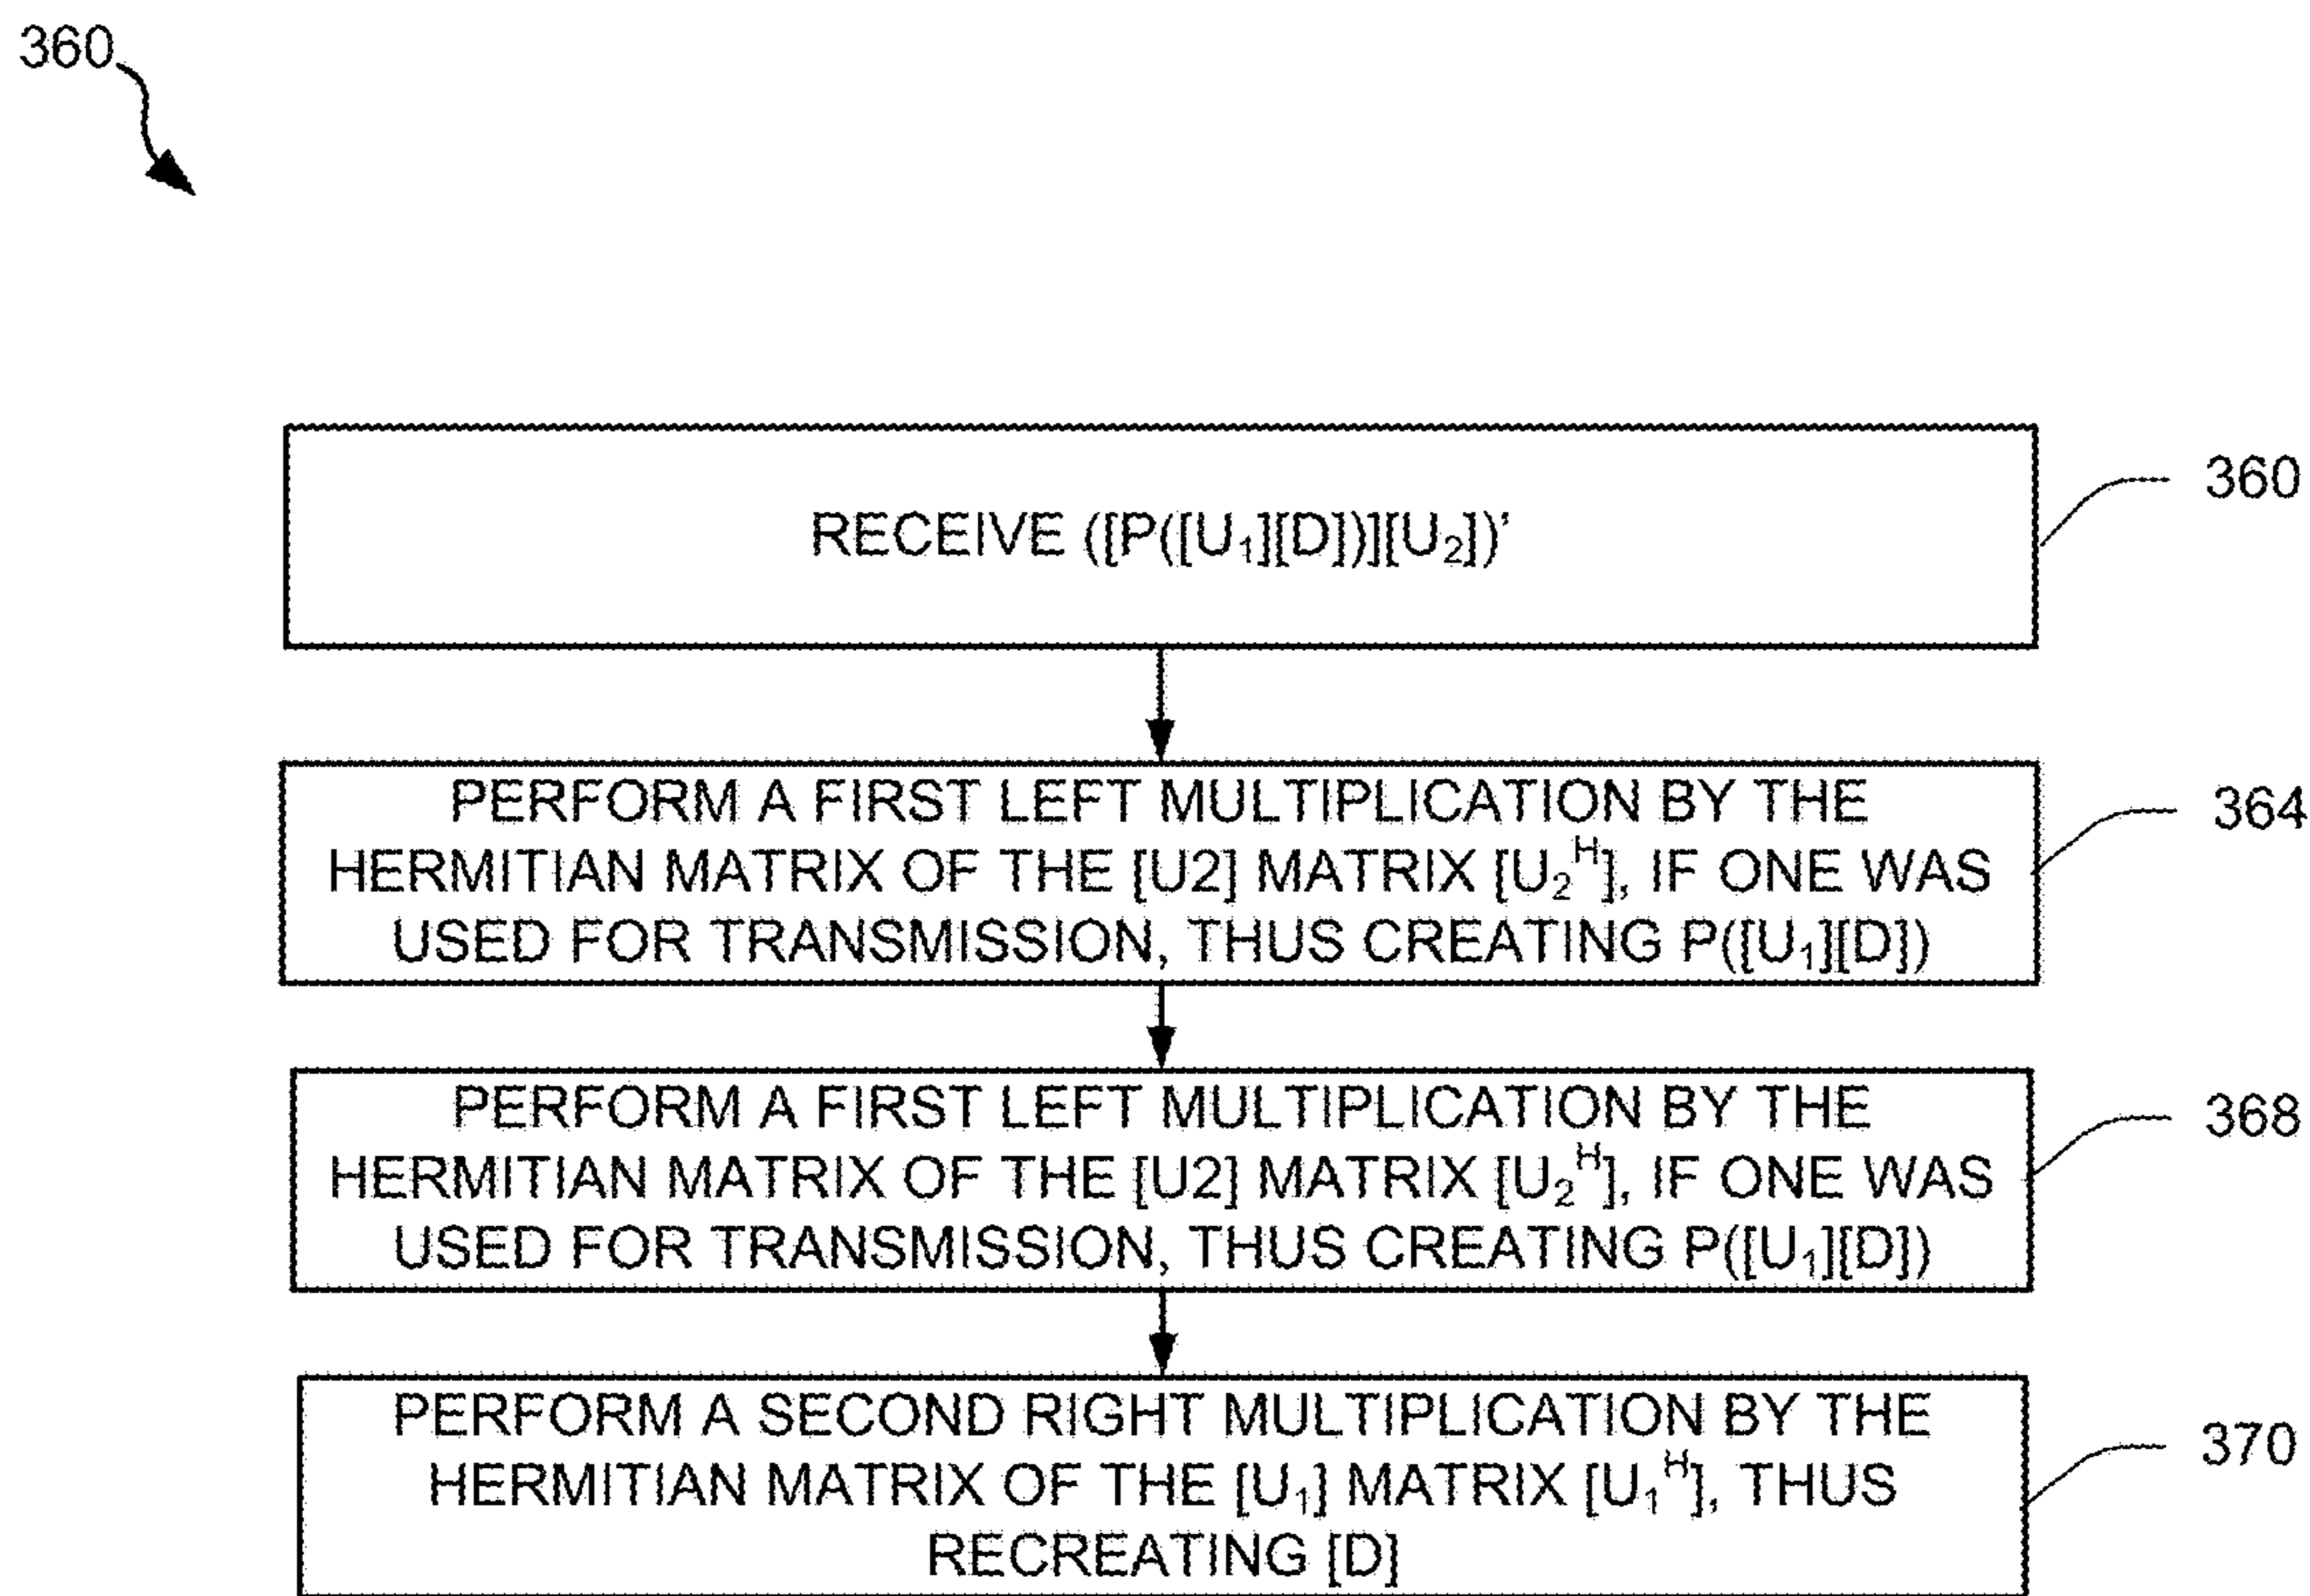 360
RECEIVE ([P([U₁][D])][U₂])’
360
PERFORM A FIRST LEFT MULTIPLICATION BY THE
HERMITIAN MATRIX OF THE [U2] MATRIX [U₂ᴴ], IF ONE WAS
USED FOR TRANSMISSION, THUS CREATING P([U₁][D])
364
PERFORM A FIRST LEFT MULTIPLICATION BY THE
HERMITIAN MATRIX OF THE [U2] MATRIX [U₂ᴴ], IF ONE WAS
USED FOR TRANSMISSION, THUS CREATING P([U₁][D])
368
PERFORM A SECOND RIGHT MULTIPLICATION BY THE
HERMITIAN MATRIX OF THE [U₁] MATRIX [U₁ᴴ], THUS
RECREATING [D]
370